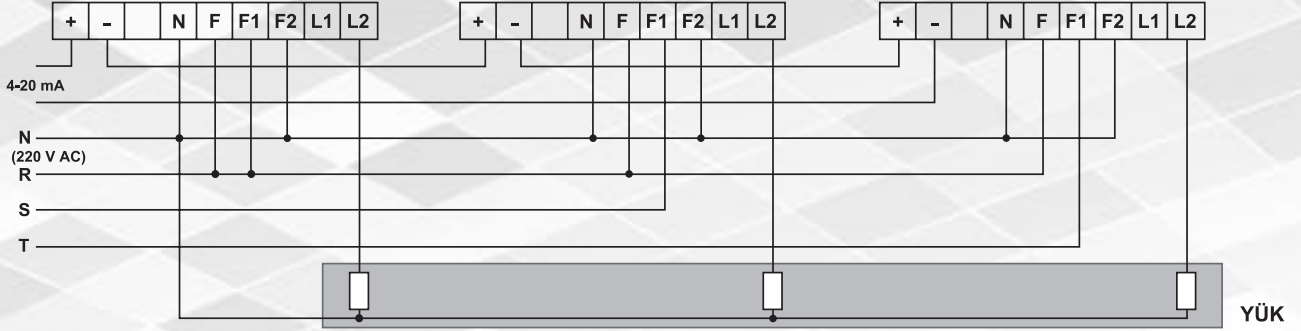 + - N F F1 F2 L1 L2 + - N F F1 F2 L1 L2 + - N F F1 F2 L1 L2
4-20 mA
N
(220 V AC)
R
S
T
YÜK